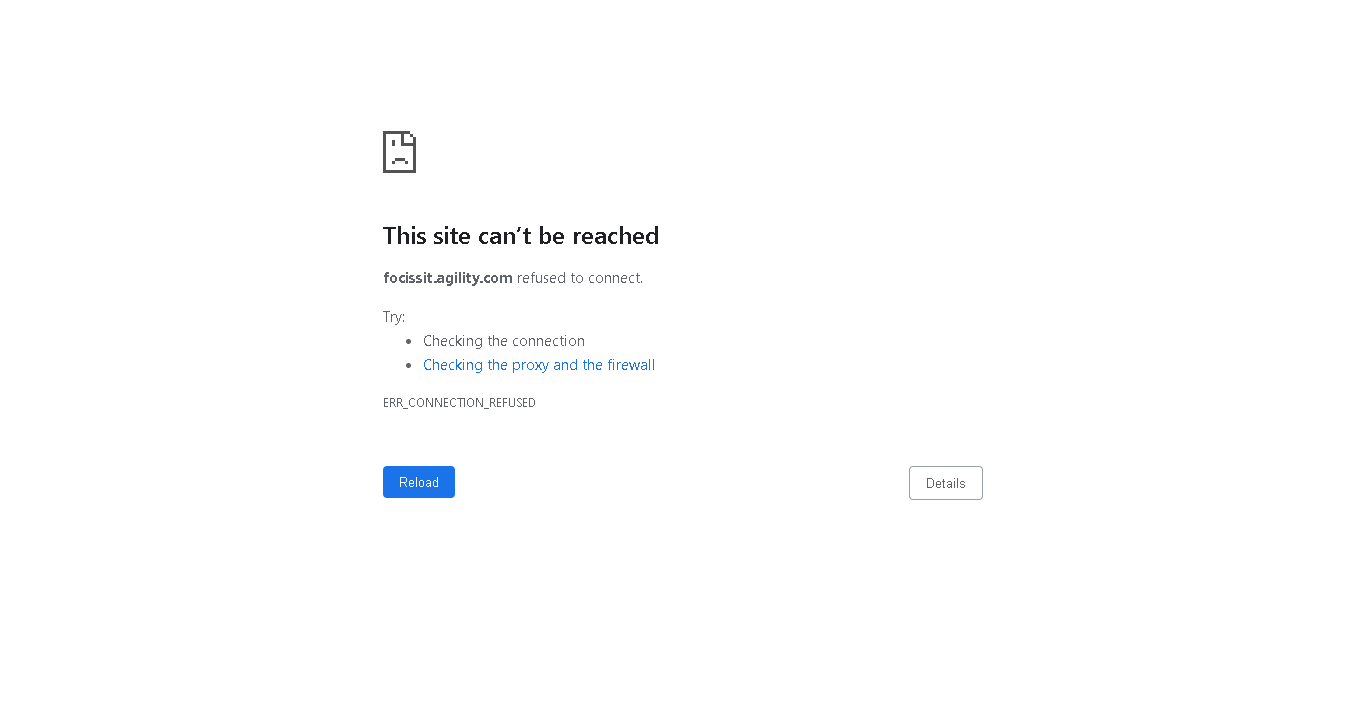 This site can’t be reached
focissit.agility.com refused to connect.
Try:
Checking the connection
Checking the proxy and the firewall
ERR_CONNECTION_REFUSED
Reload
Details